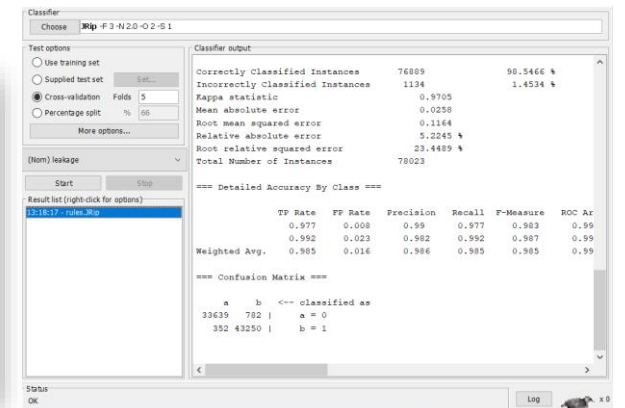 Classifier
Choose JRip -F 3 -N 2.0 -O 2 -S 1
Test options
Use training set
Supplied test set Set...
Cross-validation Folds 5
Percentage split % 66
More options...
(Nom) leakage
Start Stop
Result list (right-click for options)
13:18:17 - rules.JRip
Classifier output
Correctly Classified Instances 76889 98.5466 %
Incorrectly Classified Instances 1134 1.4534 %
Kappa statistic 0.9705
Mean absolute error 0.0258
Root mean squared error 0.1164
Relative absolute error 5.2245 %
Root relative squared error 23.4489 %
Total Number of Instances 78023
=== Detailed Accuracy By Class ===
TP Rate FP Rate Precision Recall F-Measure ROC Ar
0.977 0.008 0.99 0.977 0.983 0.99
0.992 0.023 0.982 0.992 0.987 0.99
Weighted Avg. 0.985 0.016 0.986 0.985 0.985 0.99
=== Confusion Matrix ===
a b <-- classified as
33639 782 | a = 0
352 43250 | b = 1
Status
OK
Log
x 0